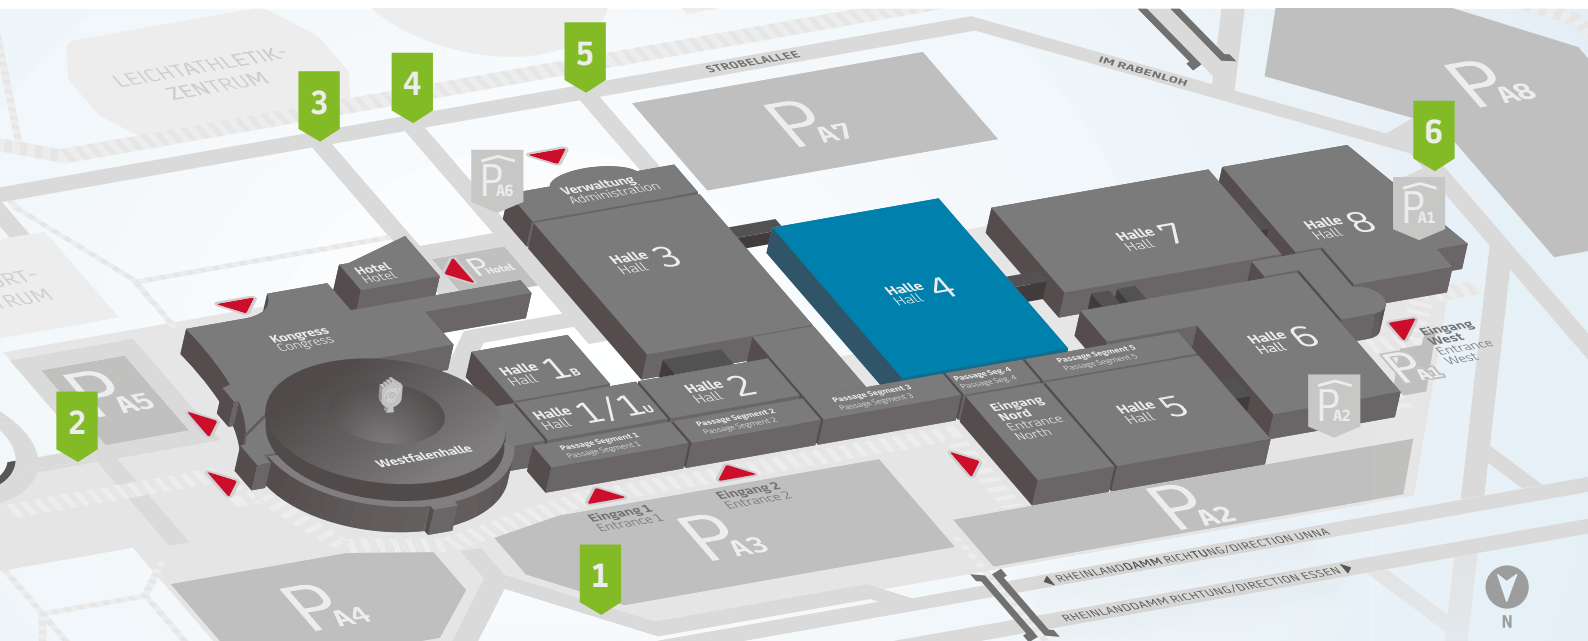 LEICHTATHLETIK-
ZENTRUM
3
4
5
STROBELALLEE
IM RABENLOH
P A7
P A8
6
P A6
Verwaltung
Administration
Halle
Hall 3
Halle
Hall 4
Halle
Hall 7
Halle
Hall 8
P A1
ORT-
TRUM
Hotel
Hotel
P Hotel
Kongress
Congress
P A5
2
Halle
Hall 1B
Halle
Hall 1/1U
Halle
Hall 2
Westfalenhalle
Passage Segment 1
Passage Segment 1
Passage Segment 2
Passage Segment 2
Passage Segment 3
Passage Segment 3
Passage Seg. 4
Passage Seg. 4
Passage Segment 5
Passage Segment 5
Halle
Hall 6
Halle
Hall 5
Eingang
Nord
Entrance
North
Eingang
West
Entrance
West
P A1
P A2
Eingang 1
Entrance 1
Eingang 2
Entrance 2
P A3
P A2
P A4
1
RHEINLANDDAMM RICHTUNG/DIRECTION UNNA
RHEINLANDDAMM RICHTUNG/DIRECTION ESSEN
N